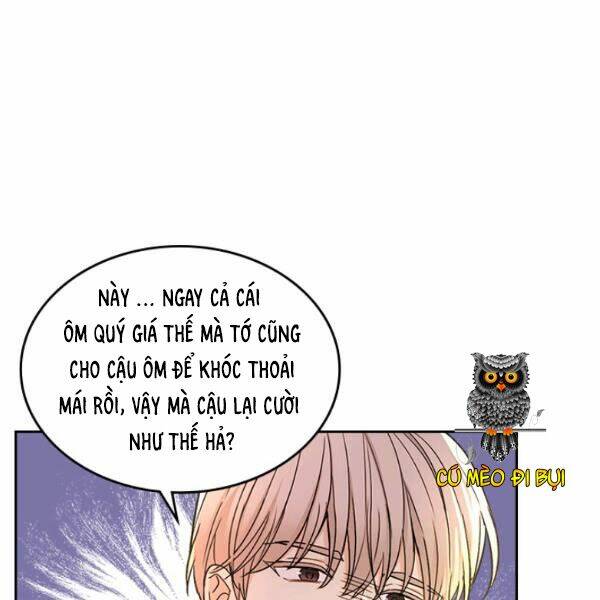 NÀY ... NGAY CẢ CÁI
ÔM QUÝ GIÁ THẾ MÀ TỚ CŨNG
CHO CẬU ÔM ĐỂ KHÓC THOẢI
MÁI RỒI, VẬY MÀ CẬU LẠI CƯỜI
NHƯ THẾ HẢ?
CÚ MÈO ĐI BỤI